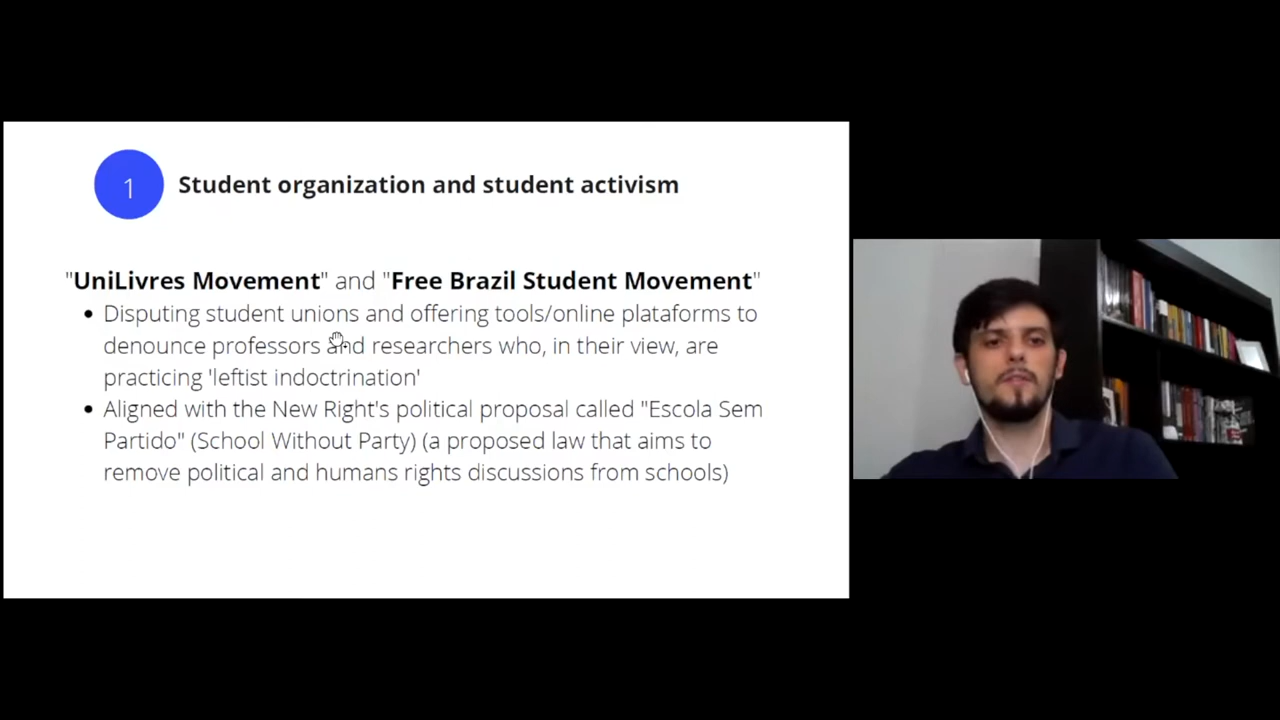 1
Student organization and student activism
"UniLivres Movement" and "Free Brazil Student Movement"
• Disputing student unions and offering tools/online plataforms to
denounce professors and researchers who, in their view, are
practicing 'leftist indoctrination'
• Aligned with the New Right's political proposal called "Escola Sem
Partido" (School Without Party) (a proposed law that aims to
remove political and humans rights discussions from schools)